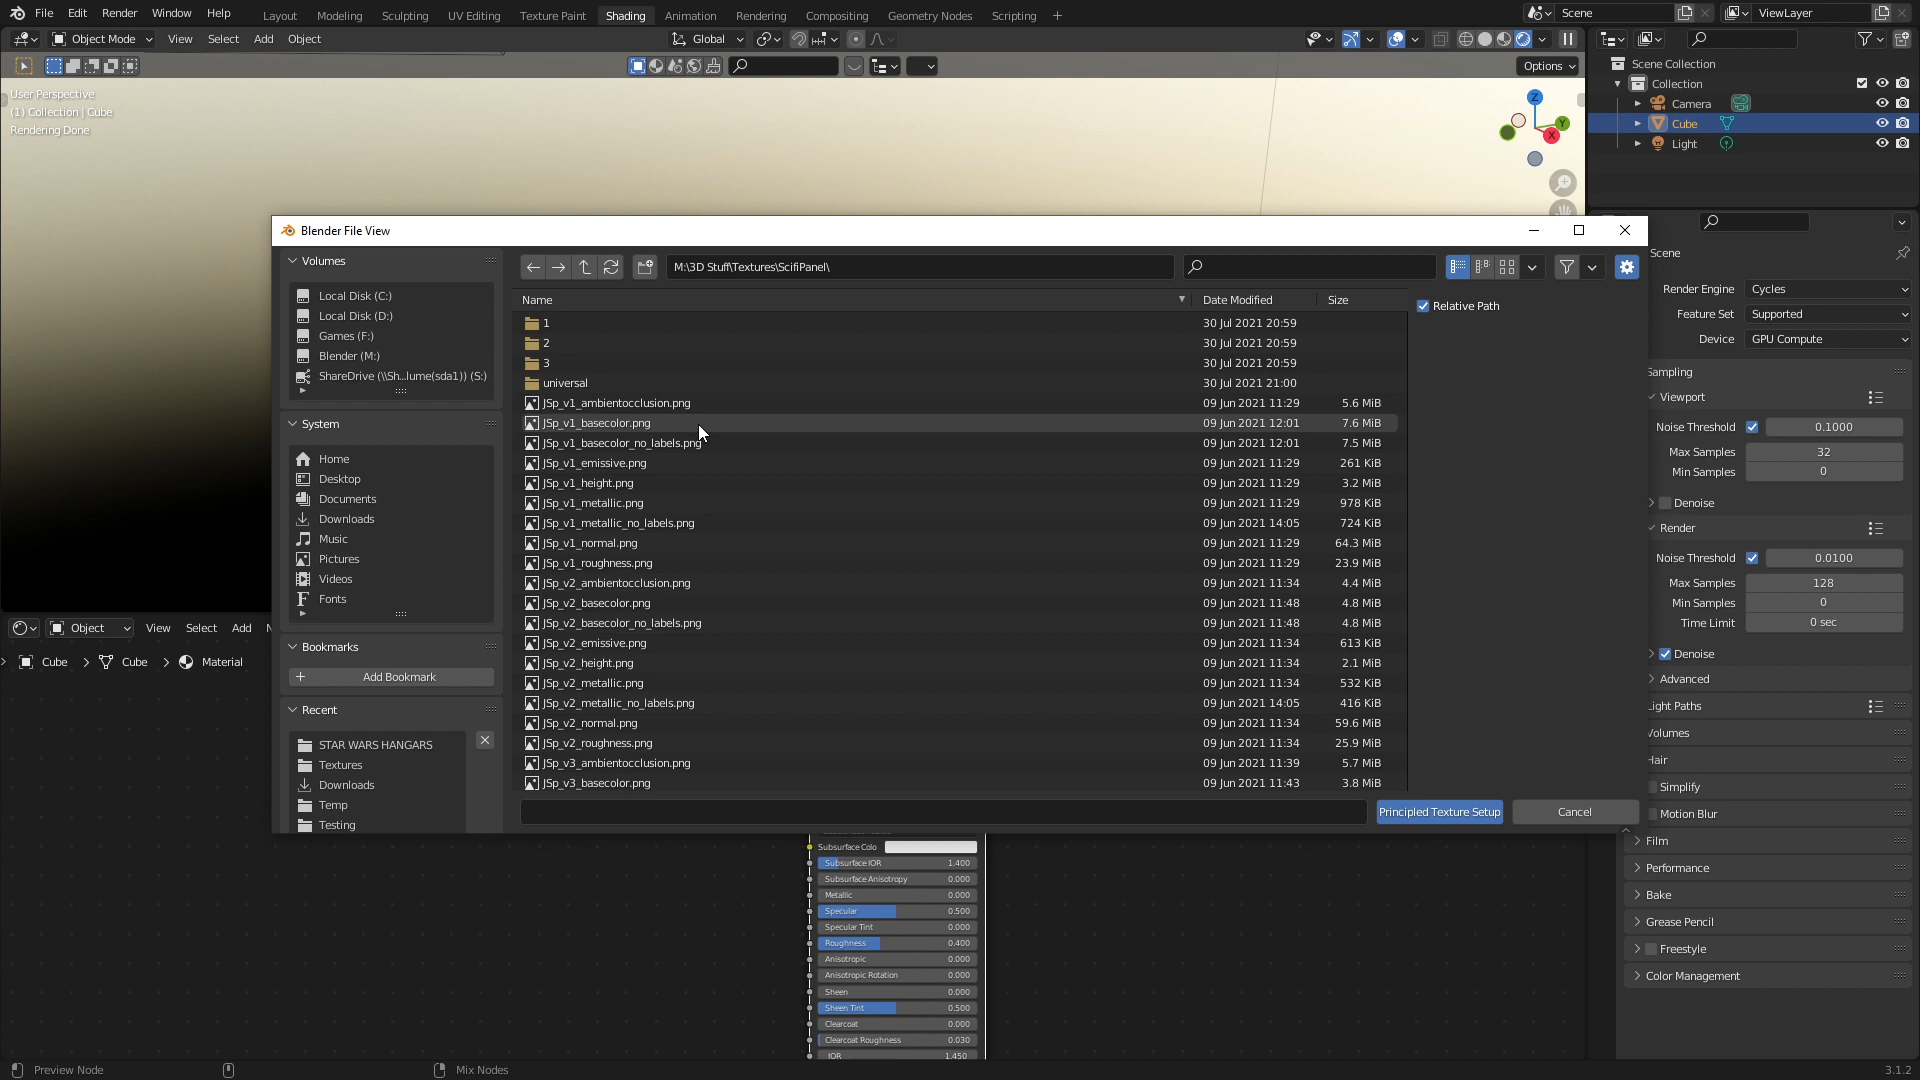 File Edit Render Window Help Layout Modeling Sculpting UV Editing Texture Paint Shading Animation Rendering Compositing Geometry Nodes Scripting + Scene ViewLayer
Object Mode View Select Add Object Global
Options
User Perspective
(1) Collection | Cube
Rendering Done
Z
Y
X
Scene Collection
Collection
Camera
Cube
Light
Blender File View
Volumes
Local Disk (C:)
Local Disk (D:)
Games (F:)
Blender (M:)
ShareDrive (\\Sh...lume(sda1)) (S:)
System
Home
Desktop
Documents
Downloads
Music
Pictures
Videos
Fonts
Bookmarks
Add Bookmark
Recent
STAR WARS HANGARS
Textures
Downloads
Temp
Testing
M:\3D Stuff\Textures\ScifiPanel\
Name Date Modified Size
1 30 Jul 2021 20:59
2 30 Jul 2021 20:59
3 30 Jul 2021 20:59
universal 30 Jul 2021 21:00
JSp_v1_ambientocclusion.png 09 Jun 2021 11:29 5.6 MiB
JSp_v1_basecolor.png 09 Jun 2021 12:01 7.6 MiB
JSp_v1_basecolor_no_labels.png 09 Jun 2021 12:01 7.5 MiB
JSp_v1_emissive.png 09 Jun 2021 11:29 261 KiB
JSp_v1_height.png 09 Jun 2021 11:29 3.2 MiB
JSp_v1_metallic.png 09 Jun 2021 11:29 978 KiB
JSp_v1_metallic_no_labels.png 09 Jun 2021 14:05 724 KiB
JSp_v1_normal.png 09 Jun 2021 11:29 64.3 MiB
JSp_v1_roughness.png 09 Jun 2021 11:29 23.9 MiB
JSp_v2_ambientocclusion.png 09 Jun 2021 11:34 4.4 MiB
JSp_v2_basecolor.png 09 Jun 2021 11:48 4.8 MiB
JSp_v2_basecolor_no_labels.png 09 Jun 2021 11:48 4.8 MiB
JSp_v2_emissive.png 09 Jun 2021 11:34 613 KiB
JSp_v2_height.png 09 Jun 2021 11:34 2.1 MiB
JSp_v2_metallic.png 09 Jun 2021 11:34 532 KiB
JSp_v2_metallic_no_labels.png 09 Jun 2021 14:05 416 KiB
JSp_v2_normal.png 09 Jun 2021 11:34 59.6 MiB
JSp_v2_roughness.png 09 Jun 2021 11:34 25.9 MiB
JSp_v3_ambientocclusion.png 09 Jun 2021 11:39 5.7 MiB
JSp_v3_basecolor.png 09 Jun 2021 11:43 3.8 MiB
Relative Path
Principled Texture Setup Cancel
Scene
Render Engine Cycles
Feature Set Supported
Device GPU Compute
Sampling
Viewport
Noise Threshold 0.1000
Max Samples 32
Min Samples 0
Denoise
Render
Noise Threshold 0.0100
Max Samples 128
Min Samples 0
Time Limit 0 sec
Denoise
Advanced
Light Paths
Volumes
Hair
Simplify
Motion Blur
Film
Performance
Bake
Grease Pencil
Freestyle
Color Management
Object View Select Add N
Cube Cube Material
Subsurface Colo
Subsurface IOR 1.400
Subsurface Anisotropy 0.000
Metallic 0.000
Specular 0.500
Specular Tint 0.000
Roughness 0.400
Anisotropic 0.000
Anisotropic Rotation 0.000
Sheen 0.000
Sheen Tint 0.500
Clearcoat 0.000
Clearcoat Roughness 0.030
IOR 1.450
Preview Node Mix Nodes 3.1.2